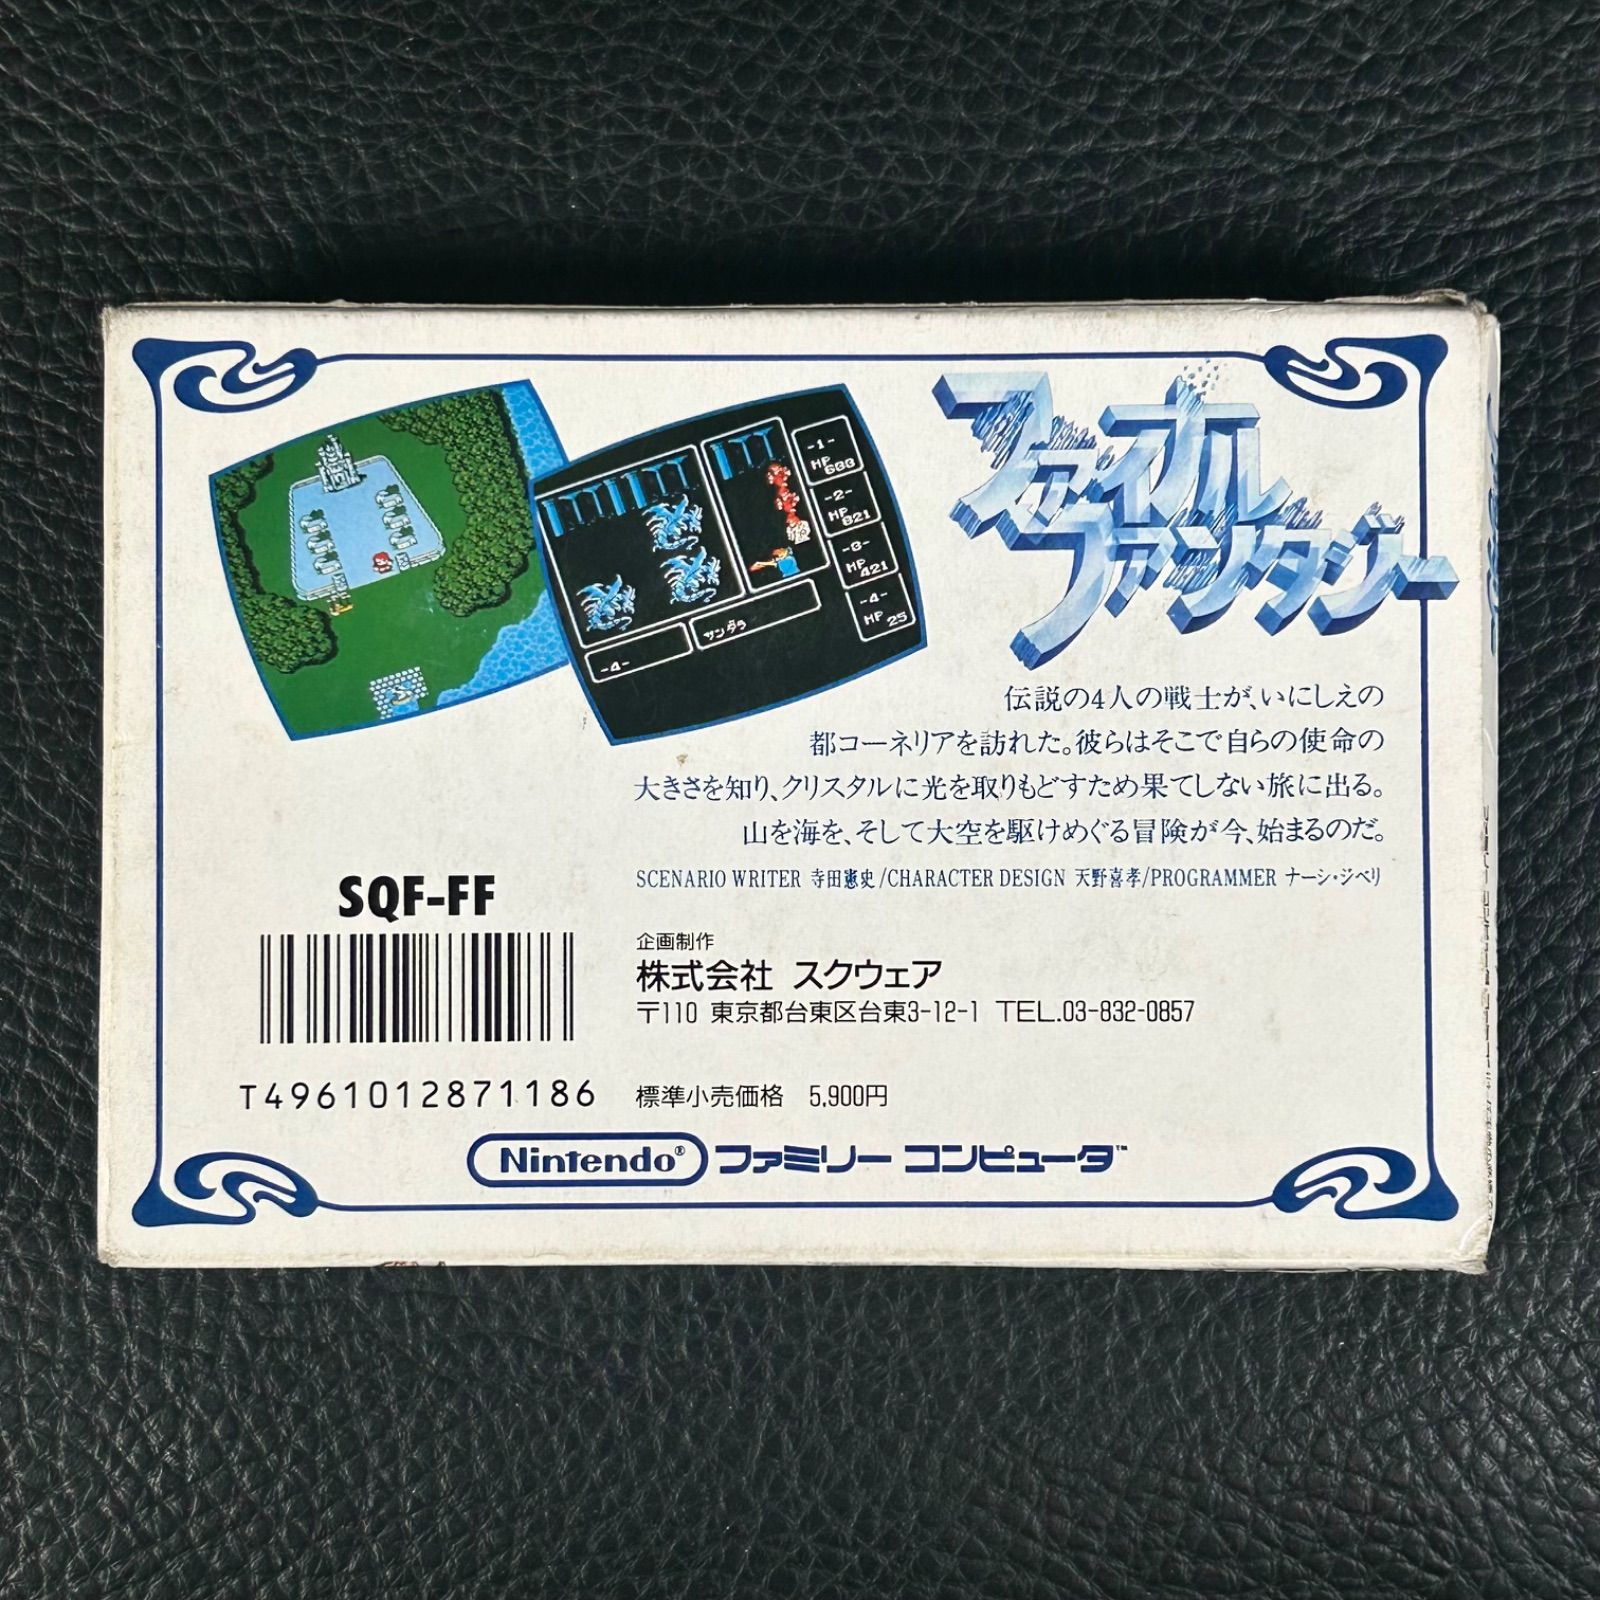 ファイナル
ファンタジー
-1-
HP
600
-2-
HP
821
-3-
HP
421
-4-
HP 25
サンダラ
-4-
伝説の4人の戦士が、いにしえの
都コーネリアを訪れた。彼らはそこで自らの使命の
大きさを知り、クリスタルに光を取りもどすため果てしない旅に出る。
山を海を、そして大空を駆けめぐる冒険が今、始まるのだ。
SCENARIO WRITER 寺田憲史/CHARACTER DESIGN 天野喜孝/PROGRAMMER ナーシ・ジベリ
SQF-FF
T4961012871186
企画制作
株式会社 スクウェア
〒110 東京都台東区台東3-12-1 TEL.03-832-0857
標準小売価格 5,900円
Nintendo® ファミリー コンピュータ™